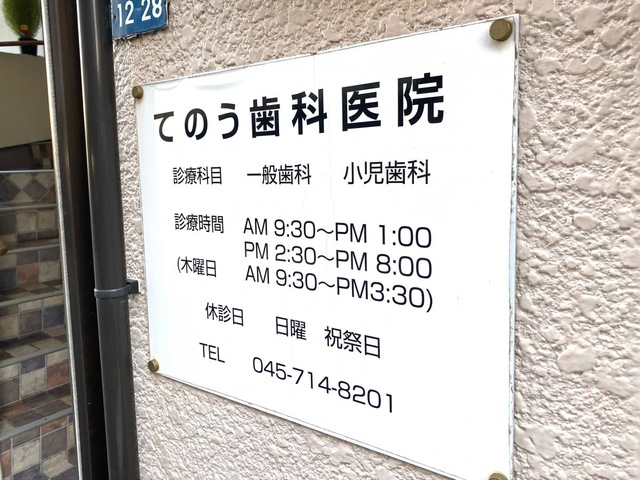 12-28
てのう歯科医院
診療科目 一般歯科 小児歯科
診療時間 AM 9:30～PM 1:00
PM 2:30～PM 8:00
(木曜日 AM 9:30～PM3:30)
休診日 日曜 祝祭日
TEL 045-714-8201